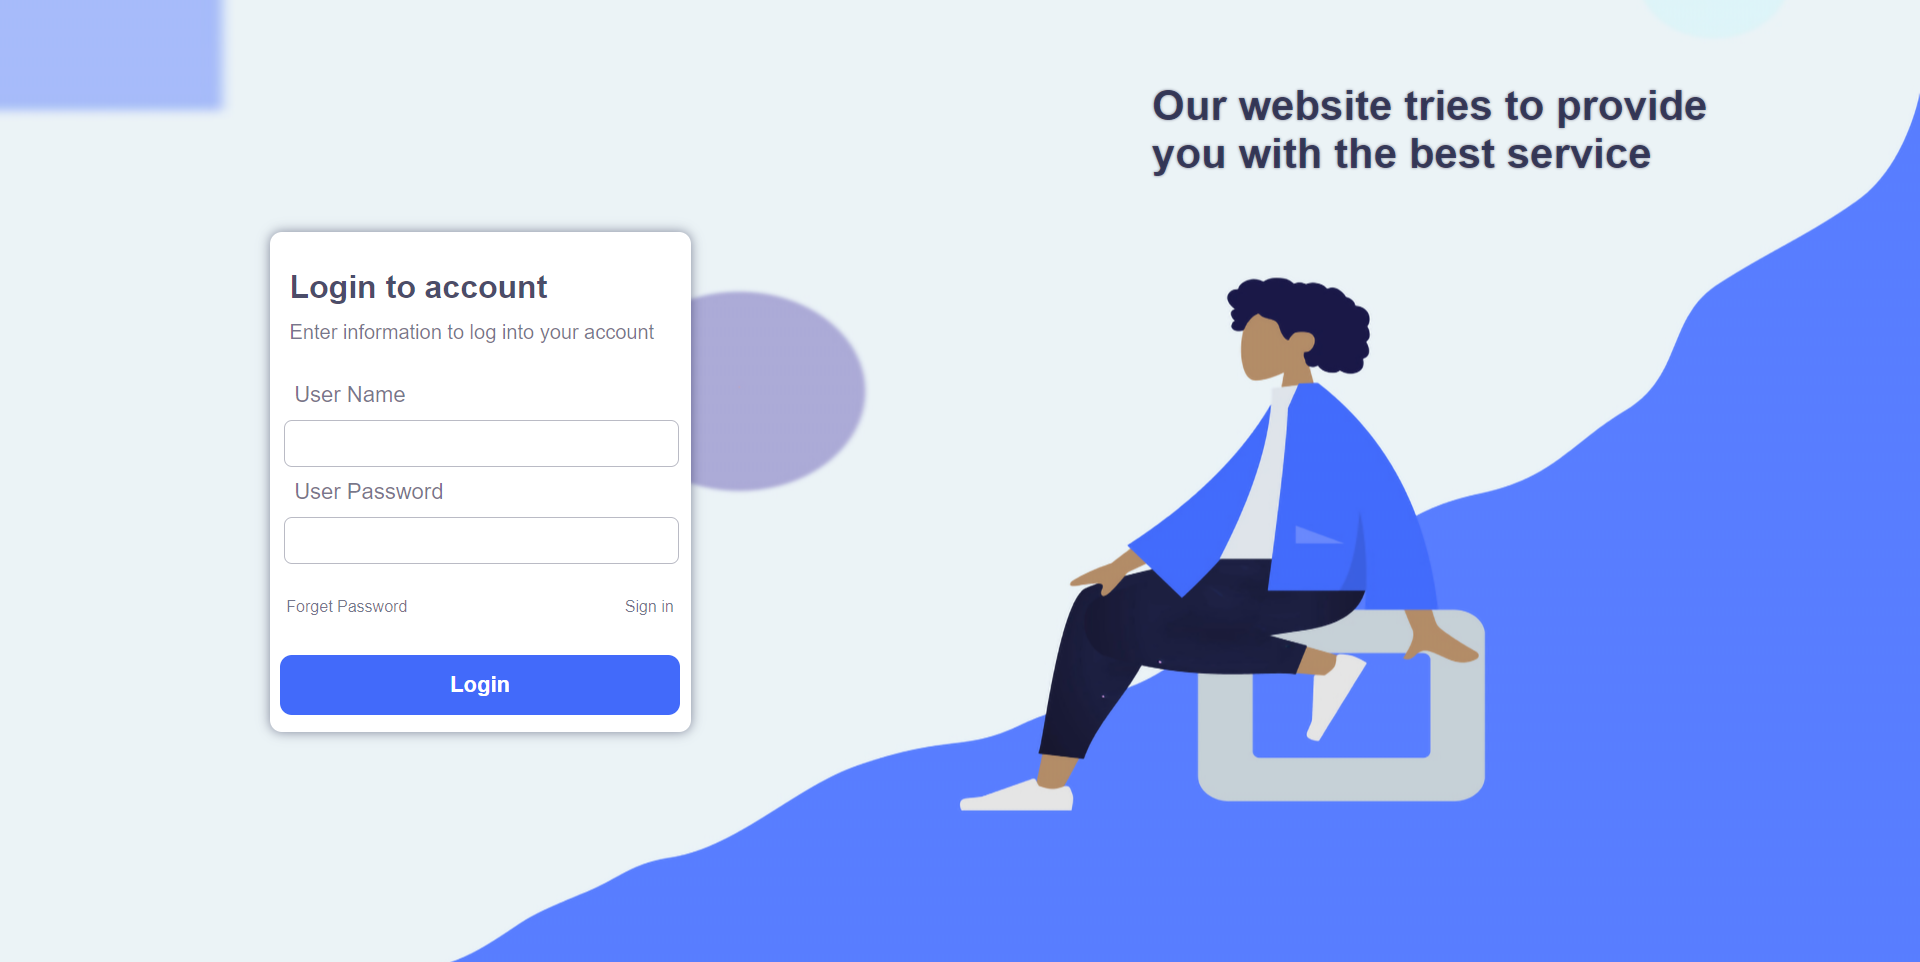 Our website tries to provide
you with the best service
Login to account
Enter information to log into your account
User Name
User Password
Forget Password
Sign in
Login